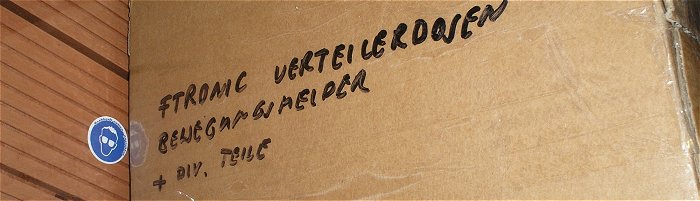 FTRONIC VERTEILERDOSEN
BEWEGUNGSMELDER
+ DIV. TEILE